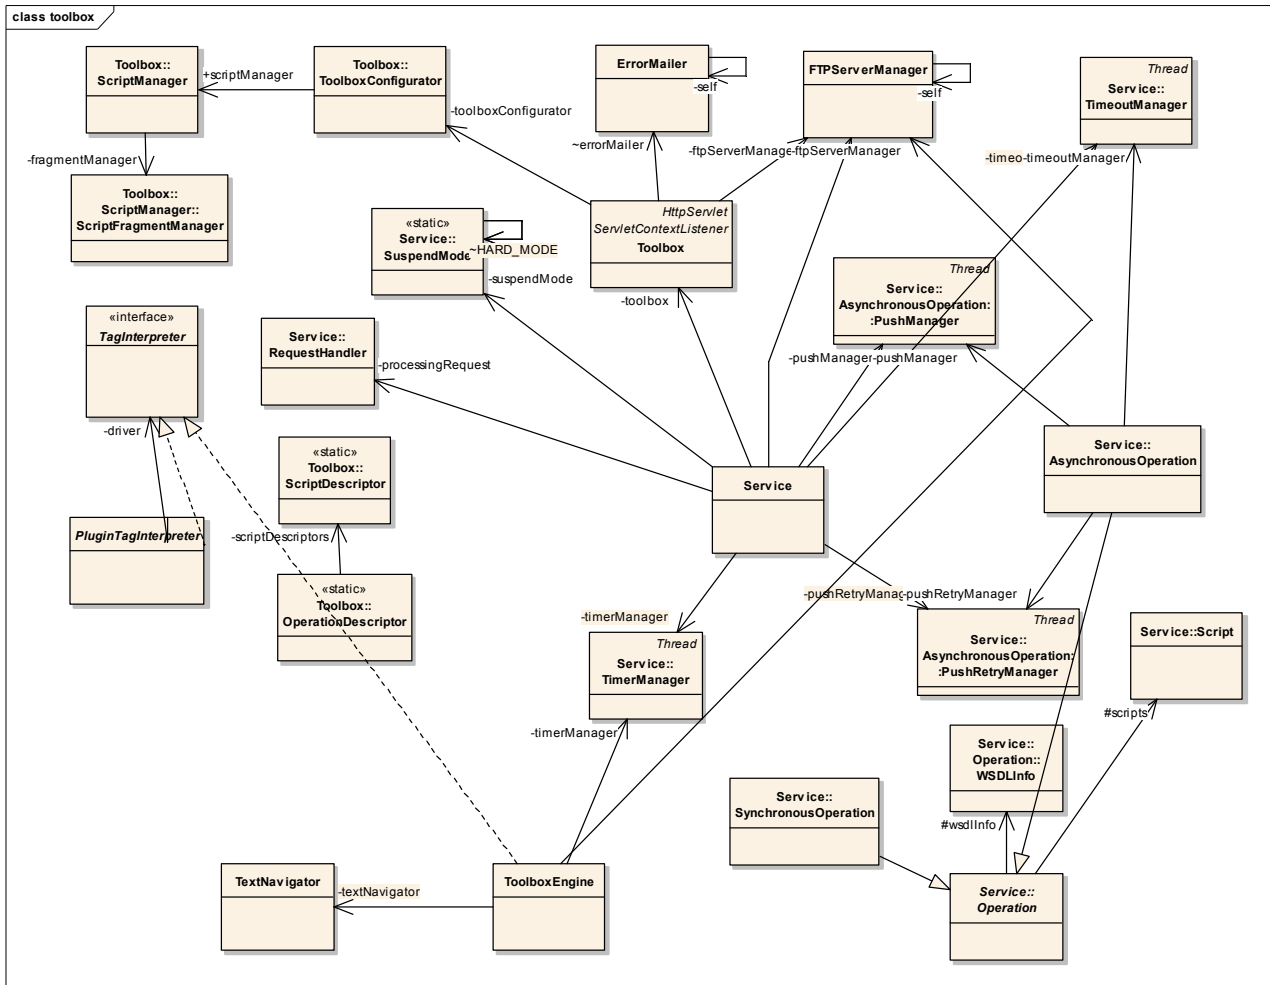 class toolbox
Toolbox::
ScriptManager
+scriptManager
Toolbox::
ToolboxConfigurator
-toolboxConfigurator
ErrorMailer
-self
~errorMailer
FTPServerManager
-self
-ftpServerManage
-ftpServerManager
Thread
Service::
TimeoutManager
-timeo
-timeoutManager
-fragmentManager
Toolbox::
ScriptManager::
ScriptFragmentManager
«static»
Service::
SuspendMode
~HARD_MODE
-suspendMode
HttpServlet
ServletContextListener
Toolbox
-toolbox
Thread
Service::
AsynchronousOperation:
:PushManager
-pushManager
-pushManager
«interface»
TagInterpreter
-driver
Service::
RequestHandler
-processingRequest
«static»
Toolbox::
ScriptDescriptor
-scriptDescriptors
PluginTagInterpreter
«static»
Toolbox::
OperationDescriptor
Service
Service::
AsynchronousOperation
-pushRetryManag
-pushRetryManager
-timerManager
Thread
Service::
TimerManager
-timerManager
Thread
Service::
AsynchronousOperation:
:PushRetryManager
Service::Script
#scripts
Service::
Operation::
WSDLInfo
#wsdlInfo
Service::
SynchronousOperation
TextNavigator
-textNavigator
ToolboxEngine
Service::
Operation